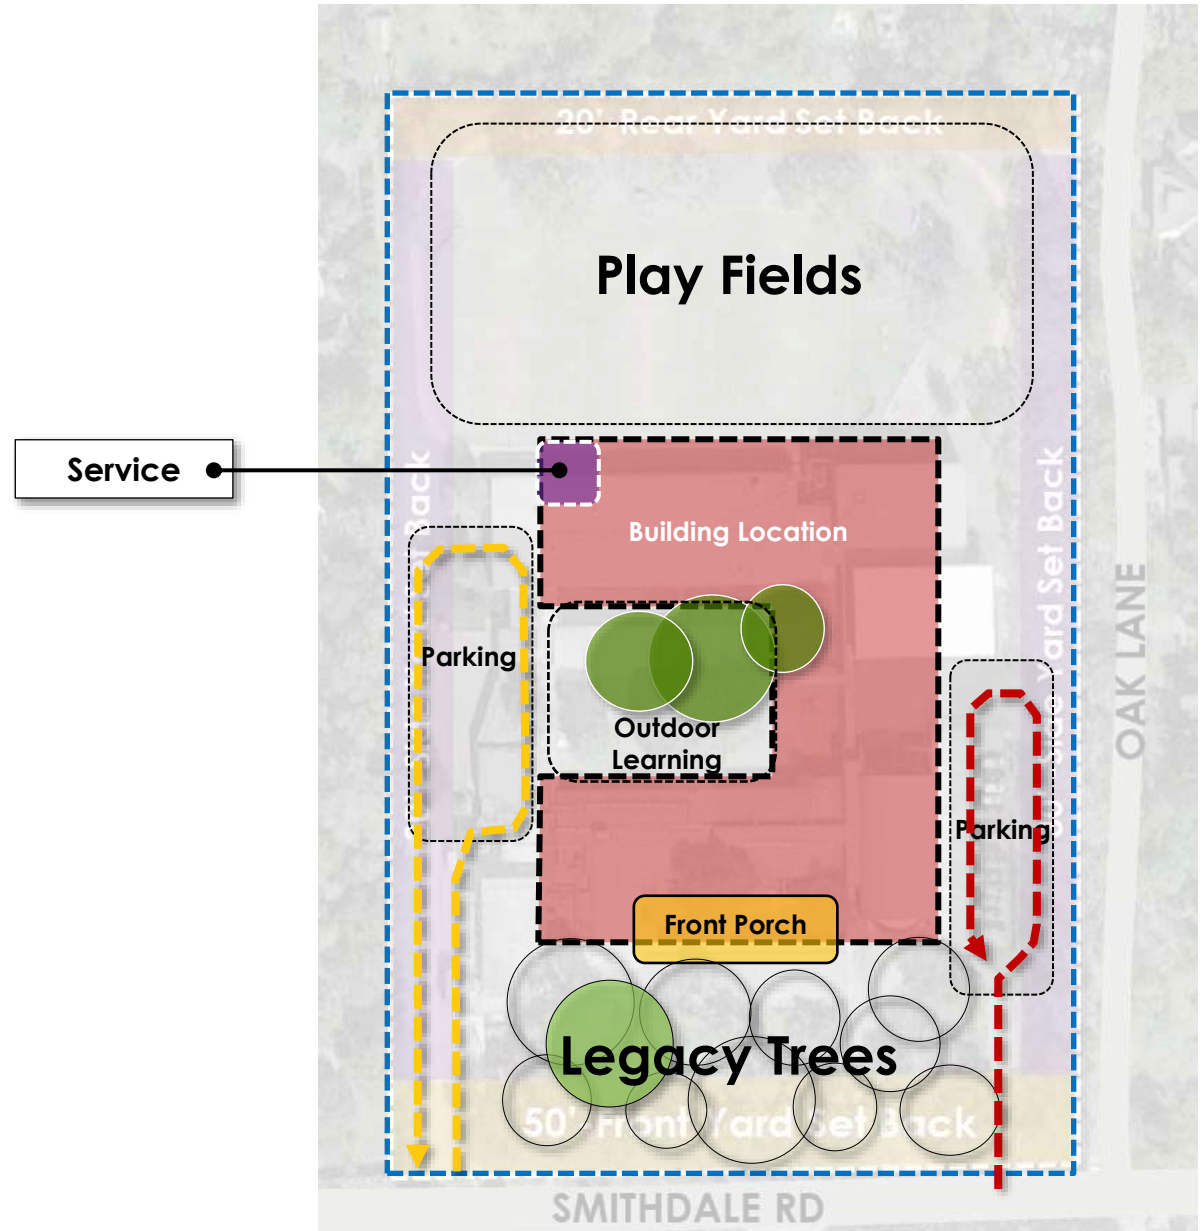 20'-Rear Yard Set Back
Play Fields
Service
Building Location
Back
Yard Set Back
OAK LANE
Parking
Outdoor
Learning
Parking
Front Porch
Legacy Trees
50'-Front Yard Set Back
SMITHDALE RD